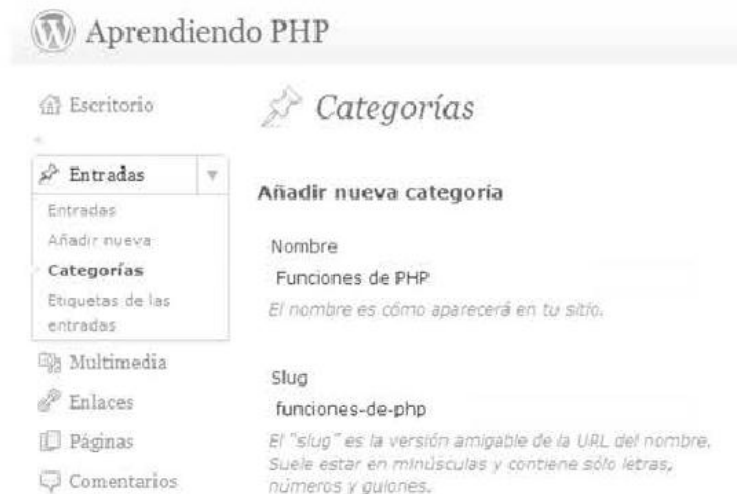 Aprendiendo PHP
Escritorio
Entradas
Entradas
Añadir nueva
Categorías
Etiquetas de las
entradas
Multimedia
Enlaces
Páginas
Comentarios
Categorías
Añadir nueva categoría
Nombre
Funciones de PHP
El nombre es cómo aparecerá en tu sitio.
Slug
funciones-de-php
El "slug" es la versión amigable de la URL del nombre.
Suele estar en minúsculas y contiene sólo letras,
números y guiones.